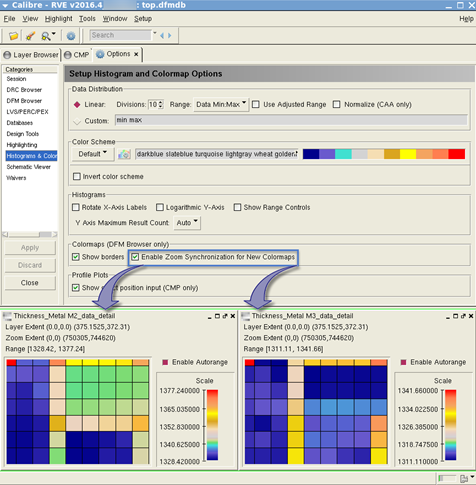 Calibre - RVE v2016.4 : top.dfmdb
File View Highlight Tools Window Setup Help
Search
Layer Browser CMP Options
Categories
Session
DRC Browser
DFM Browser
LVS/PERC/PEX
Databases
Design Tools
Highlighting
Histograms & Color
Schematic Viewer
Waivers
Apply
Discard
Close
Setup Histogram and Colormap Options
Data Distribution
Linear: Divisions: 10 Range: Data Min:Max Use Adjusted Range Normalize (CAA only)
Custom: min max
Color Scheme
Default darkblue slateblue turquoise lightgray wheat golden
Invert color scheme
Histograms
Rotate X-Axis Labels Logarithmic Y-Axis Show Range Controls
Y Axis Maximum Result Count: Auto
Colormaps (DFM Browser only)
Show borders Enable Zoom Synchronization for New Colormaps
Profile Plots
Show position input (CMP only)
Thickness_Metal M2_data_detail
Layer Extent (0.0,0.0) (375.1525,372.31)
Zoom Extent (0,0) (750305,744620)
Range [1328.42, 1377.24]
Enable Autorange
Scale
1377.240000
1365.035000
1352.830000
1340.625000
1328.420000
Thickness_Metal M3_data_detail
Layer Extent (0.0,0.0) (375.1525,372.31)
Zoom Extent (0,0) (750305,744620)
Range [1311.11, 1341.66]
Enable Autorange
Scale
1341.660000
1334.022500
1326.385000
1318.747500
1311.110000